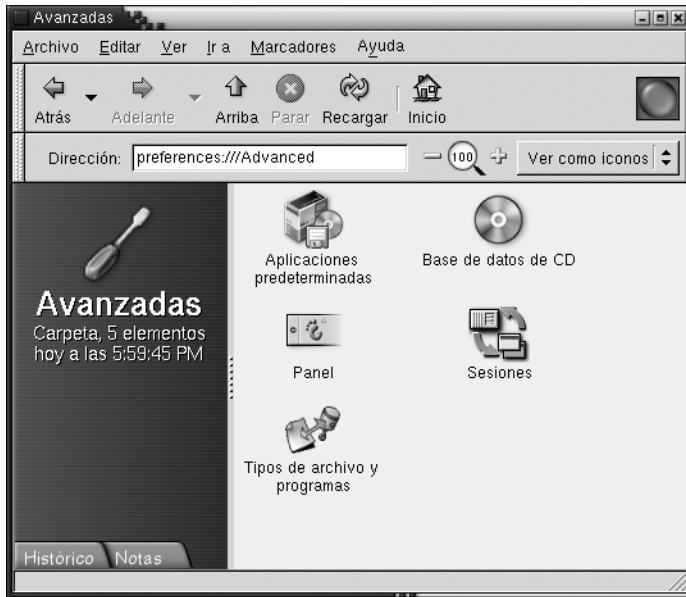 Avanzadas
Archivo Editar Ver Ir a Marcadores Ayuda
Atrás Adelante Arriba Parar Recargar Inicio
Dirección: preferences:///Advanced 100 Ver como iconos
Aplicaciones
predeterminadas
Base de datos de CD
Avanzadas
Carpeta, 5 elementos
hoy a las 5:59:45 PM
Panel
Sesiones
Tipos de archivo y
programas
Histórico Notas